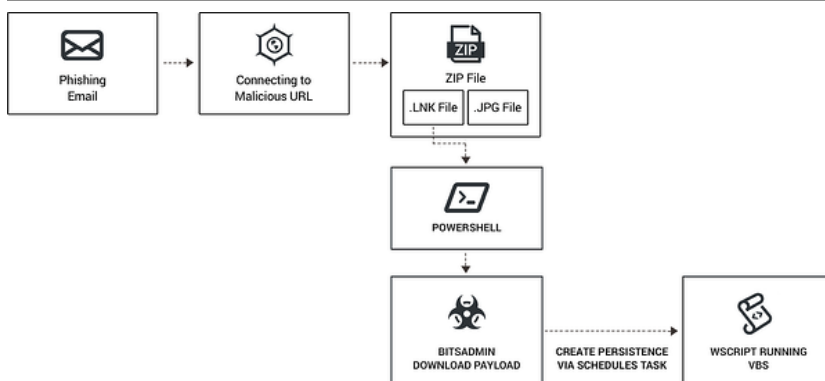 Phishing
Email
Connecting to
Malicious URL
ZIP
ZIP File
.LNK File
.JPG File
POWERSHELL
BITSADMIN
DOWNLOAD PAYLOAD
CREATE PERSISTENCE
VIA SCHEDULES TASK
WSCRIPT RUNNING
VBS